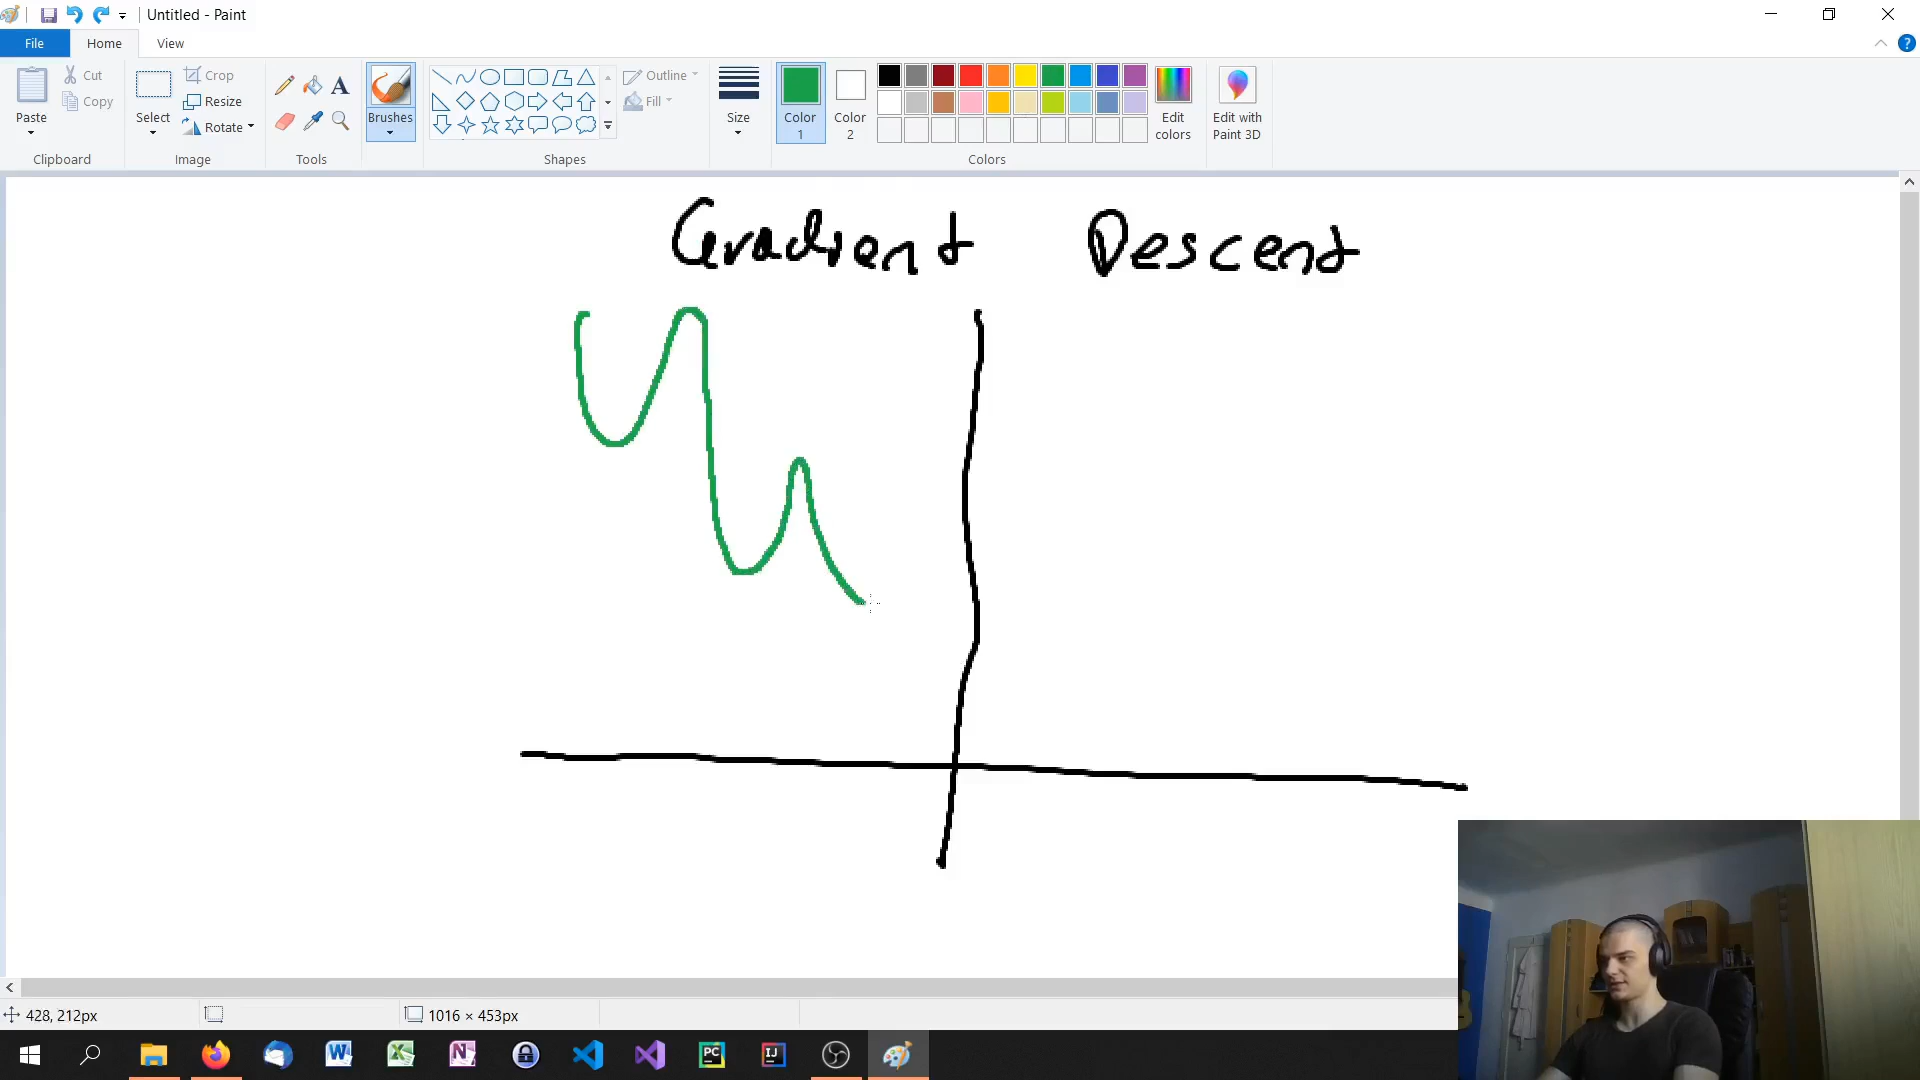 Untitled - Paint
File Home View
Paste
Cut
Copy
Clipboard
Select
Crop
Resize
Rotate
Image
Tools
Brushes
Shapes
Outline
Fill
Size
Color 1
Color 2
Colors
Edit colors
Edit with Paint 3D
Gradient Descent
428, 212px
1016 × 453px